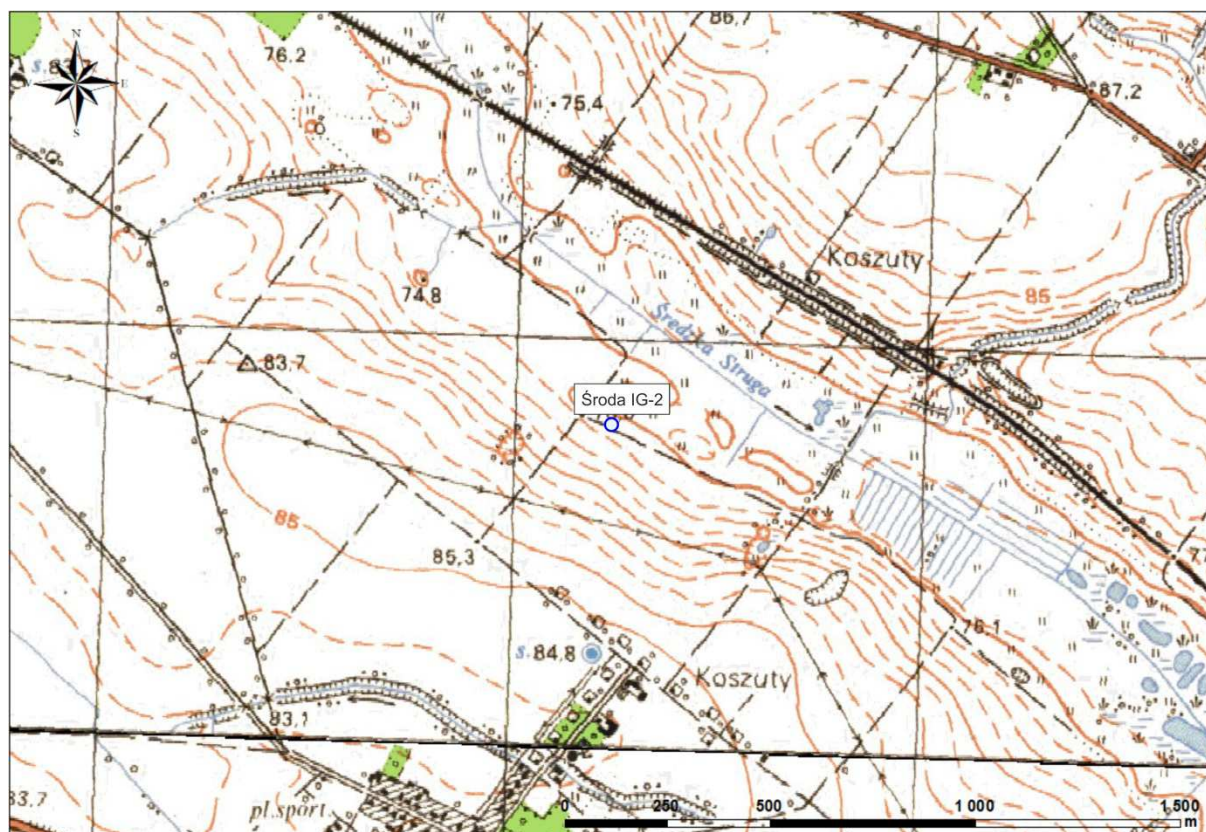 N
E
S
86,7
76.2
s.
87,2
75,4
Koszuty
74,8
85
Średzka Struga
83,7
Środa IG-2
85
85,3
76,1
77
s. 84,8
Koszuty
83,1
83,7
pl. sport.
0 250 500 1 000 1 500
m